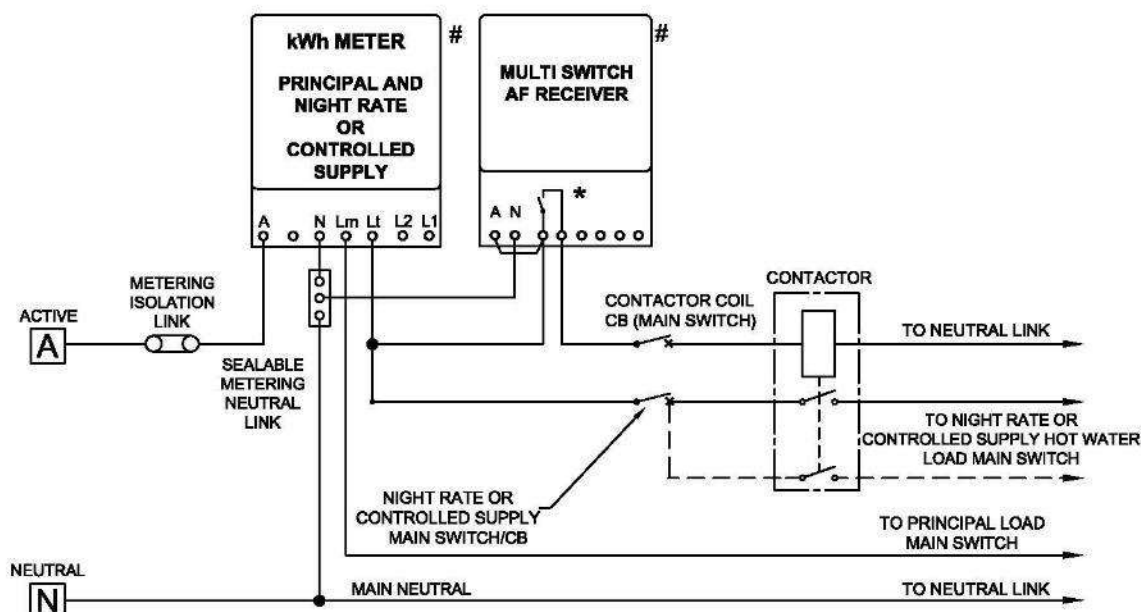 kWh METER
PRINCIPAL AND
NIGHT RATE
OR
CONTROLLED
SUPPLY
#
MULTI SWITCH
AF RECEIVER
#
A N Lm Lt L2 L1
A N
*
METERING
ISOLATION
LINK
ACTIVE
A
SEALABLE
METERING
NEUTRAL
LINK
CONTACTOR COIL
CB (MAIN SWITCH)
CONTACTOR
TO NEUTRAL LINK
TO NIGHT RATE OR
CONTROLLED SUPPLY HOT WATER
LOAD MAIN SWITCH
NIGHT RATE OR
CONTROLLED SUPPLY
MAIN SWITCH/CB
TO PRINCIPAL LOAD
MAIN SWITCH
NEUTRAL
N
MAIN NEUTRAL
TO NEUTRAL LINK